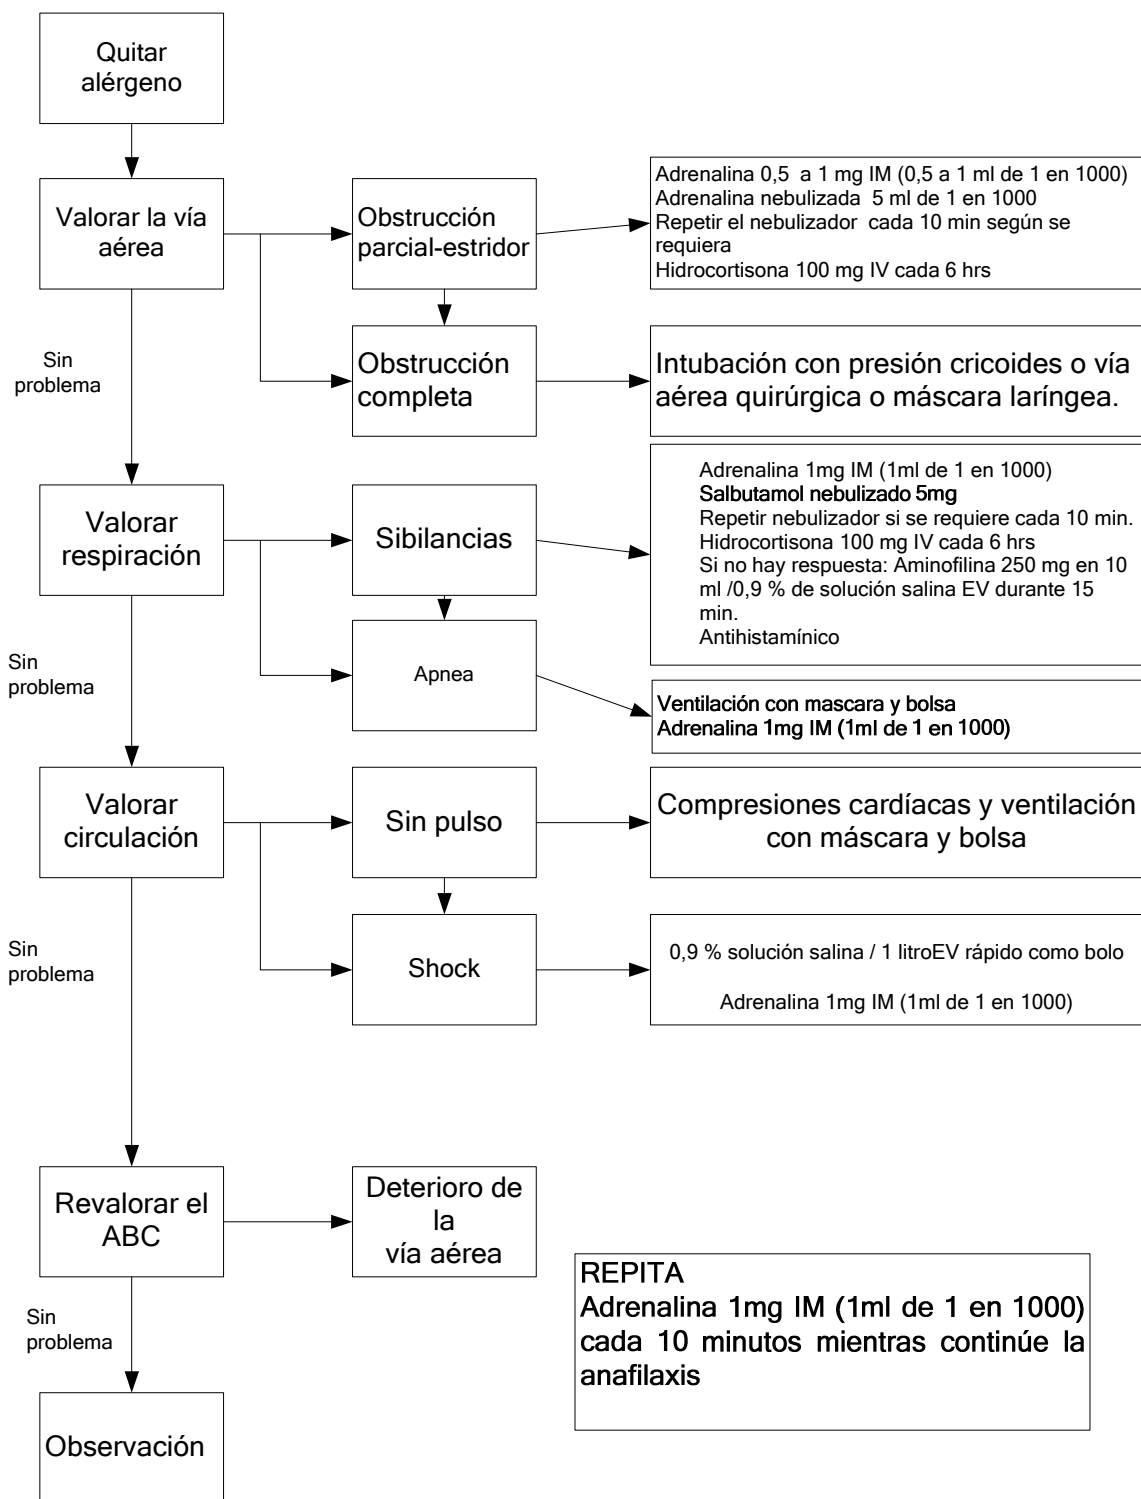 Quitar
alérgeno
Valorar la vía
aérea
Obstrucción
parcial-estridor
Adrenalina 0,5 a 1 mg IM (0,5 a 1 ml de 1 en 1000)
Adrenalina nebulizada 5 ml de 1 en 1000
Repetir el nebulizador cada 10 min según se
requiera
Hidrocortisona 100 mg IV cada 6 hrs
Sin
problema
Obstrucción
completa
Intubación con presión cricoides o vía
aérea quirúrgica o máscara laríngea.
Valorar
respiración
Sibilancias
Adrenalina 1mg IM (1ml de 1 en 1000)
Salbutamol nebulizado 5mg
Repetir nebulizador si se requiere cada 10 min.
Hidrocortisona 100 mg IV cada 6 hrs
Si no hay respuesta: Aminofilina 250 mg en 10
ml /0,9 % de solución salina EV durante 15
min.
Antihistamínico
Sin
problema
Apnea
Ventilación con mascara y bolsa
Adrenalina 1mg IM (1ml de 1 en 1000)
Valorar
circulación
Sin pulso
Compresiones cardíacas y ventilación
con máscara y bolsa
Sin
problema
Shock
0,9 % solución salina / 1 litroEV rápido como bolo
Adrenalina 1mg IM (1ml de 1 en 1000)
Revalorar el
ABC
Deterioro de
la
vía aérea
REPITA
Adrenalina 1mg IM (1ml de 1 en 1000)
cada 10 minutos mientras continúe la
anafilaxis
Sin
problema
Observación